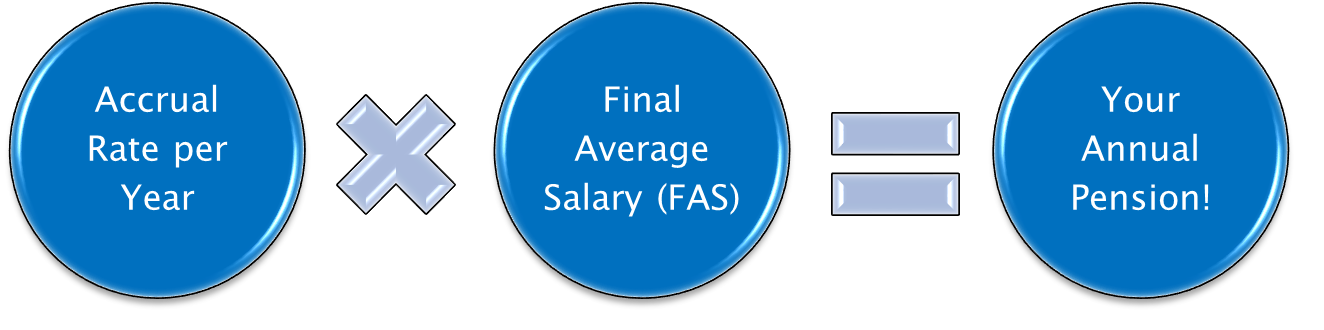 Accrual
Rate per
Year
Final
Average
Salary (FAS)
Your
Annual
Pension!